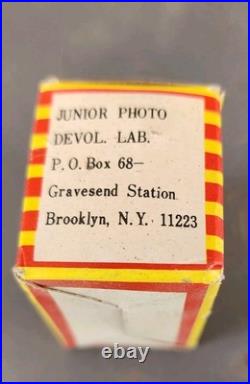 JUNIOR PHOTO
DEVOL. LAB.
P. O. Box 68—
Gravesend Station
Brooklyn, N.Y. 11223